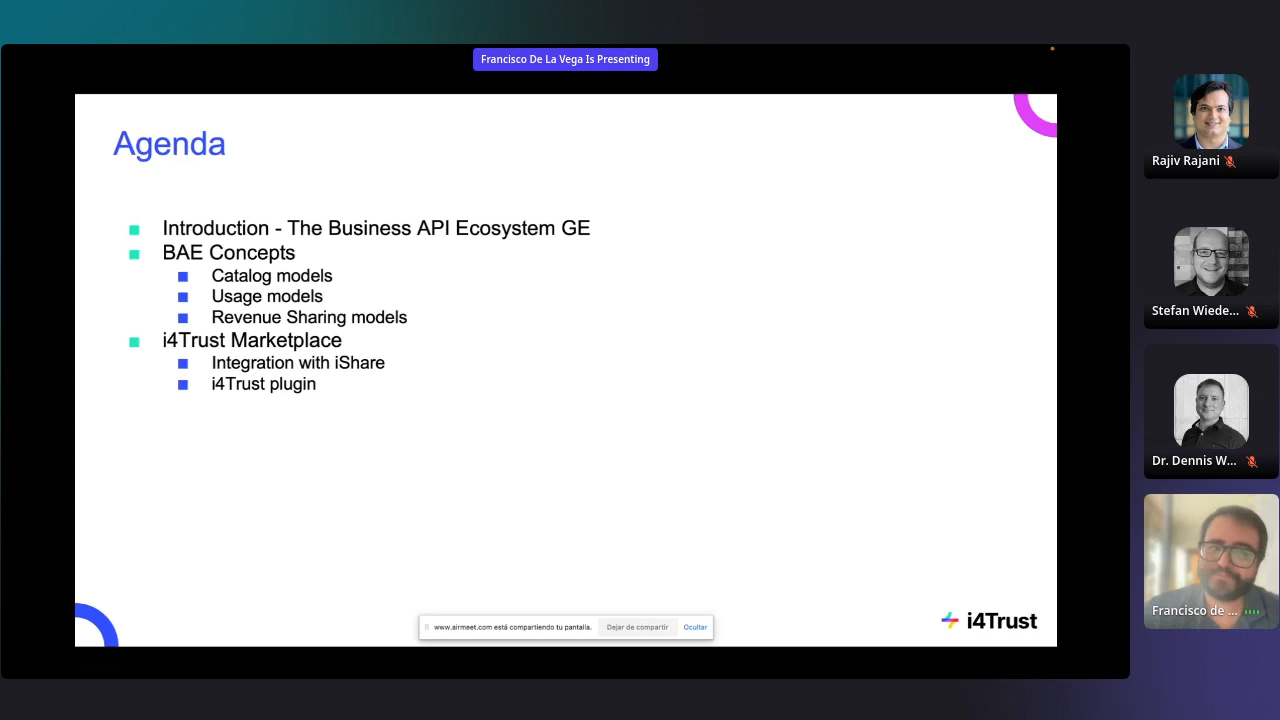 Francisco De La Vega Is Presenting
Agenda
Introduction - The Business API Ecosystem GE
BAE Concepts
Catalog models
Usage models
Revenue Sharing models
i4Trust Marketplace
Integration with iShare
i4Trust plugin
www.airmeet.com está compartiendo tu pantalla.
Dejar de compartir
Ocultar
i4Trust
Rajiv Rajani
Stefan Wiede...
Dr. Dennis W...
Francisco de ...